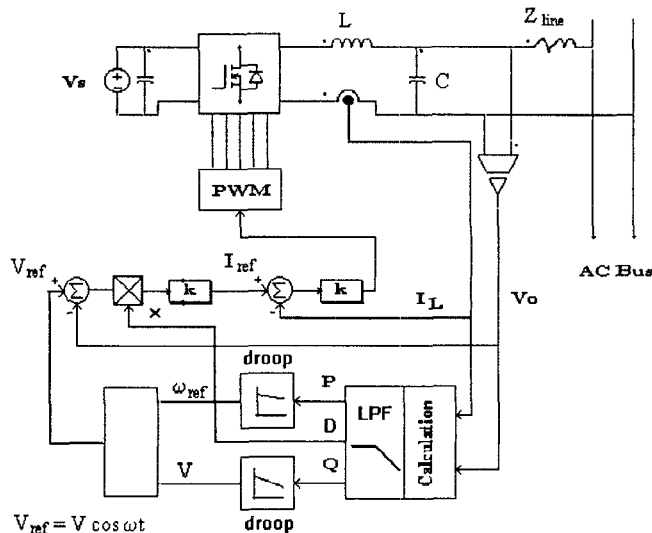 L
Z line
Vs
C
PWM
AC Bus
V ref
I ref
+
Σ
-
×
k
+
Σ
-
k
I L
Vo
droop
ω ref
P
LPF
Calculation
D
V
Q
droop
V ref = V cos ωt